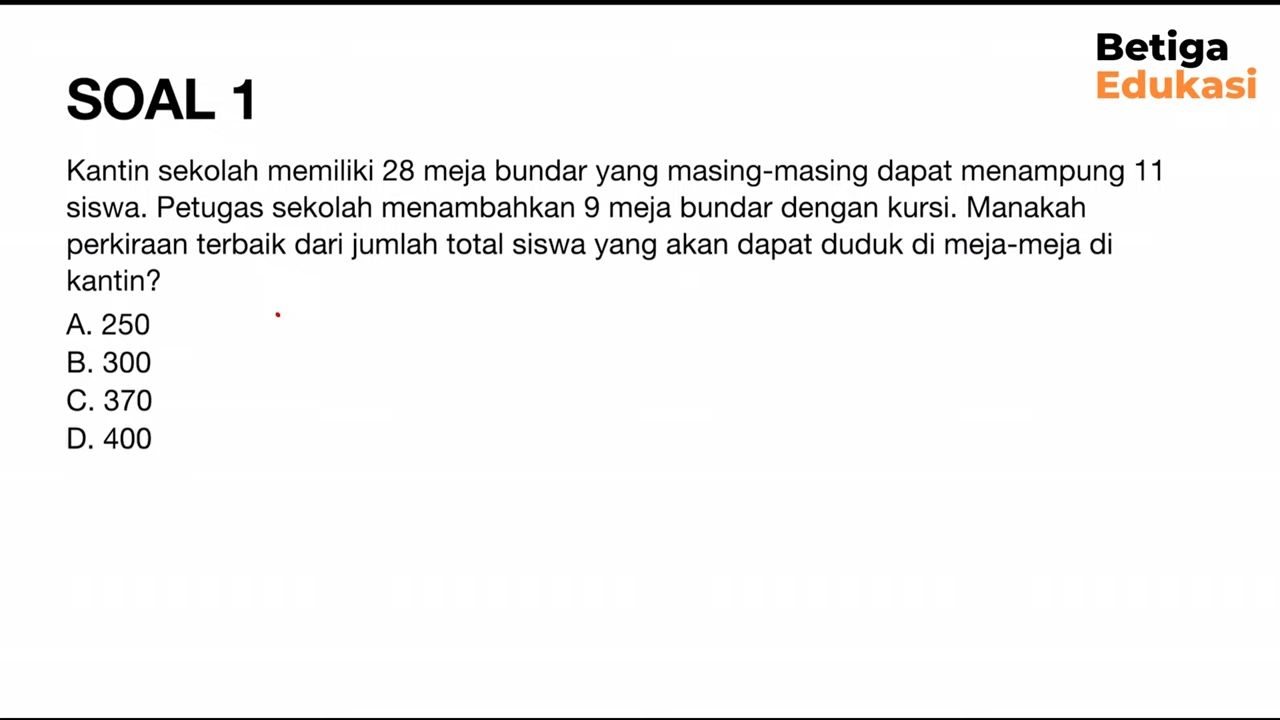 Betiga
Edukasi
SOAL 1
Kantin sekolah memiliki 28 meja bundar yang masing-masing dapat menampung 11
siswa. Petugas sekolah menambahkan 9 meja bundar dengan kursi. Manakah
perkiraan terbaik dari jumlah total siswa yang akan dapat duduk di meja-meja di
kantin?
A. 250
B. 300
C. 370
D. 400